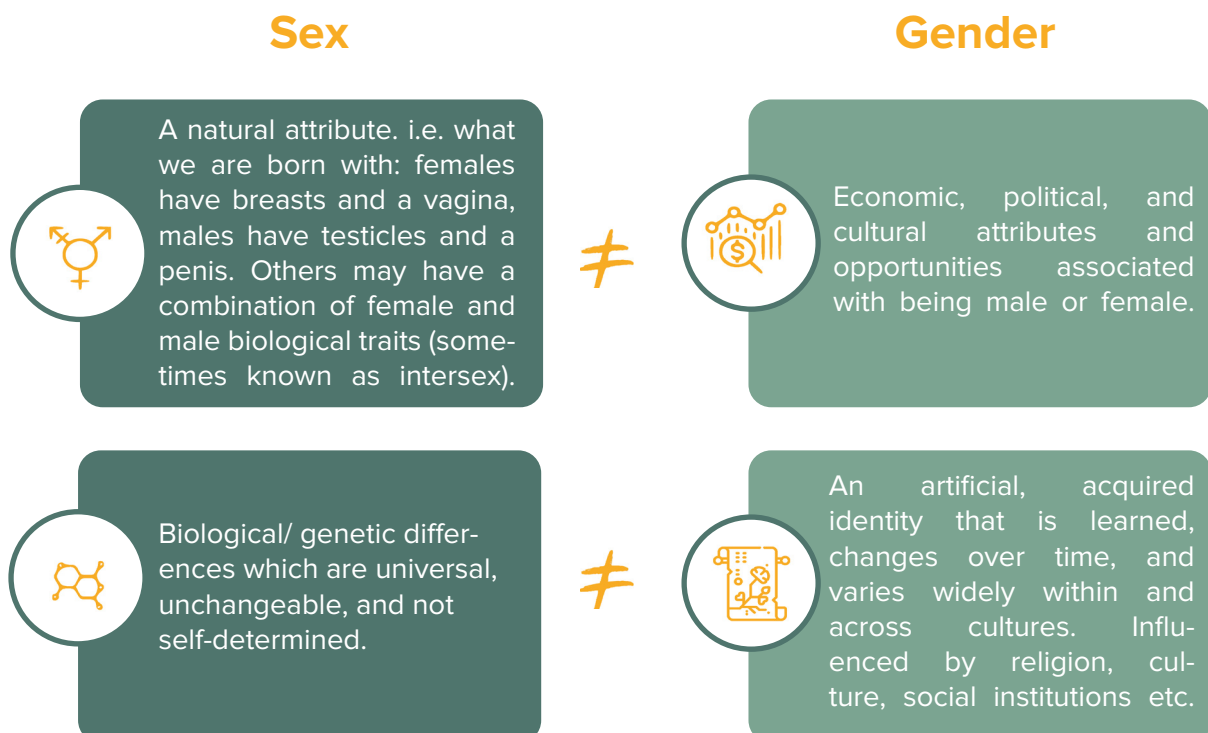 Sex
Gender
A natural attribute. i.e. what
we are born with: females
have breasts and a vagina,
males have testicles and a
penis. Others may have a
combination of female and
male biological traits (some-
times known as intersex).
≠
Economic, political, and
cultural attributes and
opportunities associated
with being male or female.
Biological/ genetic differ-
ences which are universal,
unchangeable, and not
self-determined.
≠
An artificial, acquired
identity that is learned,
changes over time, and
varies widely within and
across cultures. Influ-
enced by religion, cul-
ture, social institutions etc.